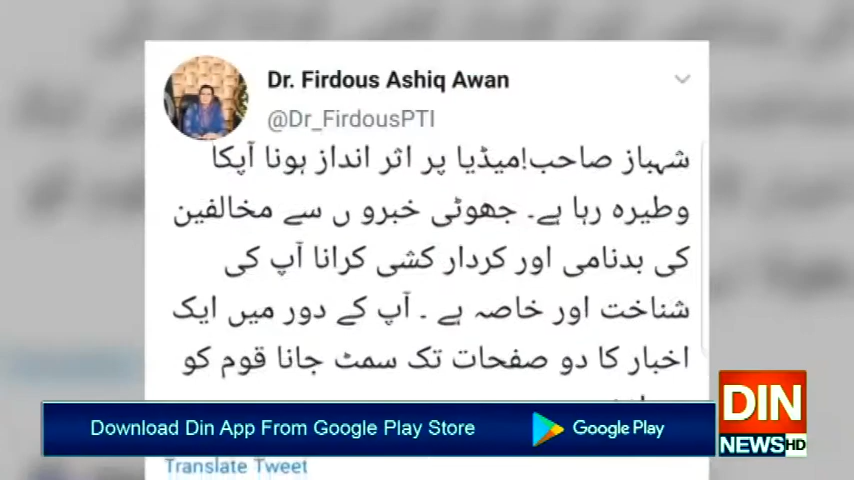 Dr. Firdous Ashiq Awan
@Dr_FirdousPTI
شہباز صاحب!میڈیا پر اثر انداز ہونا آپکا
وطیرہ رہا ہے۔ جھوٹی خبرو ں سے مخالفین
کی بدنامی اور کردار کشی کرانا آپ کی
شناخت اور خاصہ ہے ۔ آپ کے دور میں ایک
اخبار کا دو صفحات تک سمٹ جانا قوم کو
Download Din App From Google Play Store
Google Play
DIN
NEWS HD
Translate Tweet